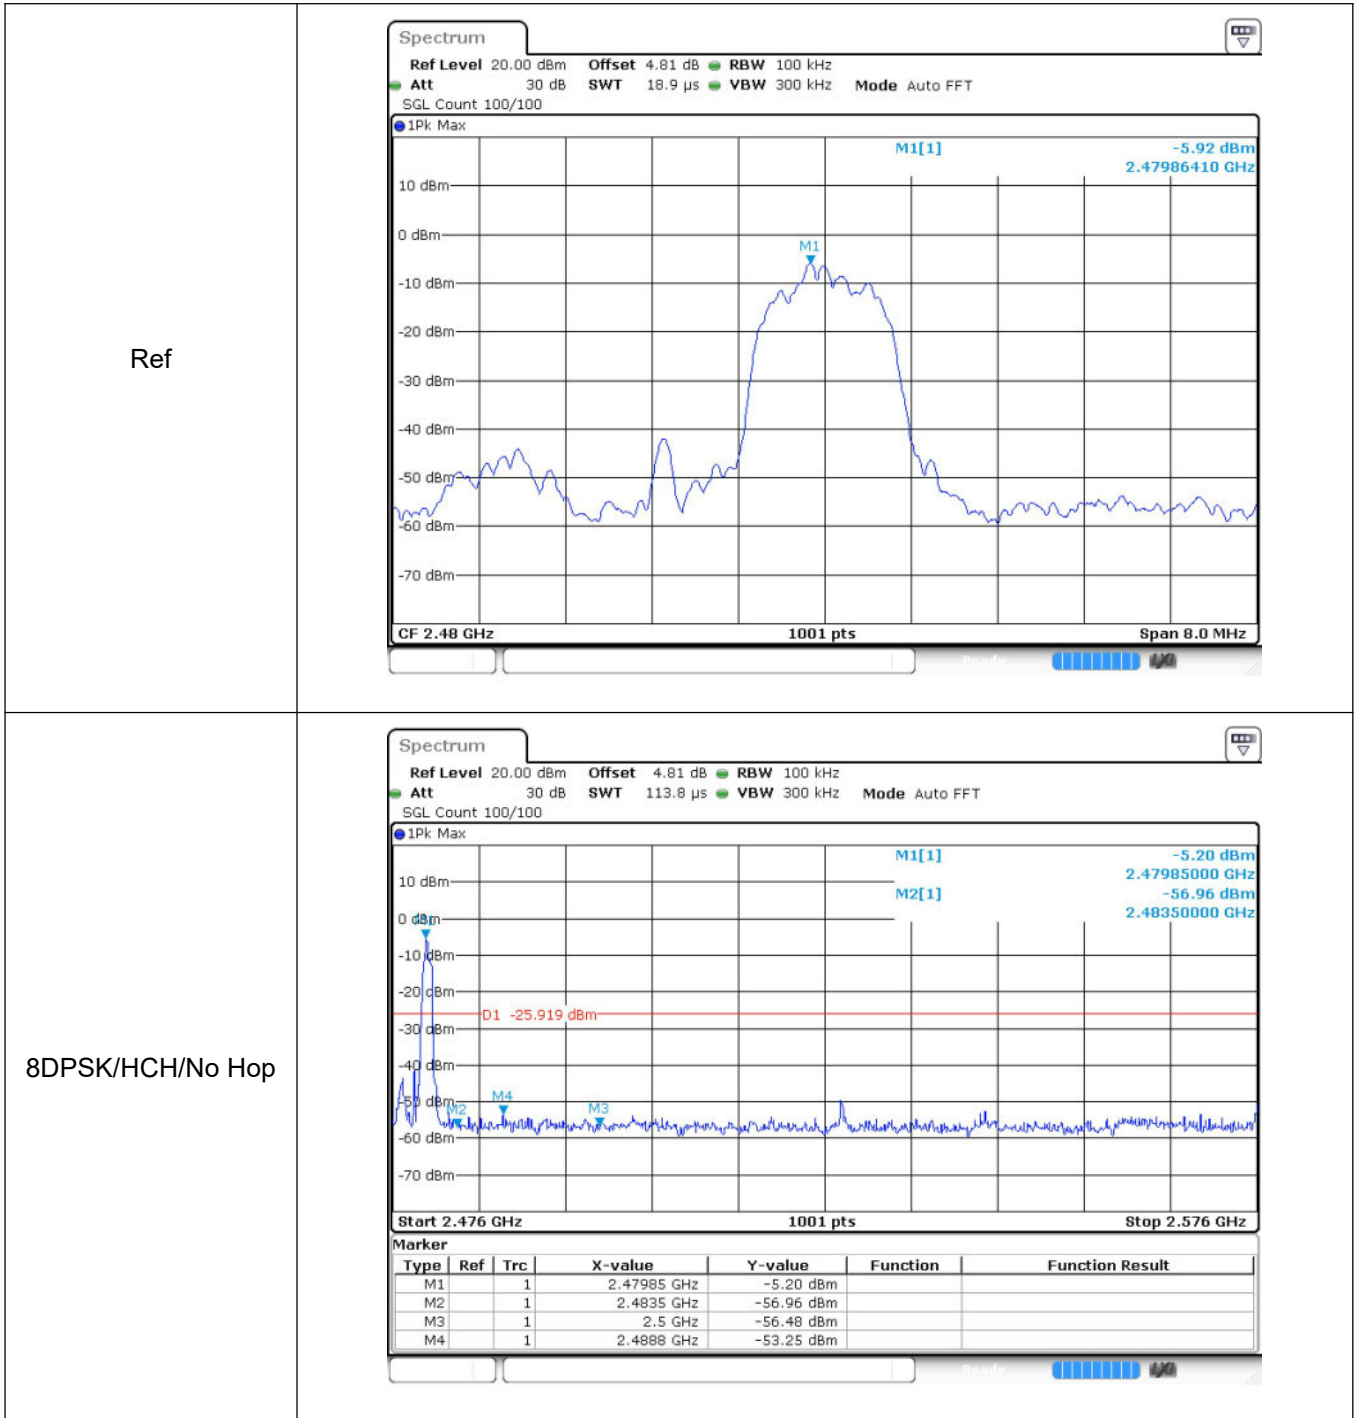 Ref
Spectrum
Ref Level 20.00 dBm Offset 4.81 dB RBW 100 kHz
Att 30 dB SWT 18.9 µs VBW 300 kHz Mode Auto FFT
SGL Count 100/100
1Pk Max
M1[1] -5.92 dBm
2.47986410 GHz
10 dBm
0 dBm
M1
-10 dBm
-20 dBm
-30 dBm
-40 dBm
-50 dBm
-60 dBm
-70 dBm
CF 2.48 GHz 1001 pts Span 8.0 MHz
Ready
8DPSK/HCH/No Hop
Spectrum
Ref Level 20.00 dBm Offset 4.81 dB RBW 100 kHz
Att 30 dB SWT 113.8 µs VBW 300 kHz Mode Auto FFT
SGL Count 100/100
1Pk Max
M1[1] -5.20 dBm
2.47985000 GHz
10 dBm
M2[1] -56.96 dBm
2.48350000 GHz
0 dBm
-10 dBm
-20 dBm
D1 -25.919 dBm
-30 dBm
-40 dBm
M4
-50 dBm
M2 M3
-60 dBm
-70 dBm
Start 2.476 GHz 1001 pts Stop 2.576 GHz
Marker
Type Ref Trc X-value Y-value Function Function Result
M1 1 2.47985 GHz -5.20 dBm
M2 1 2.4835 GHz -56.96 dBm
M3 1 2.5 GHz -56.48 dBm
M4 1 2.4888 GHz -53.25 dBm
Ready